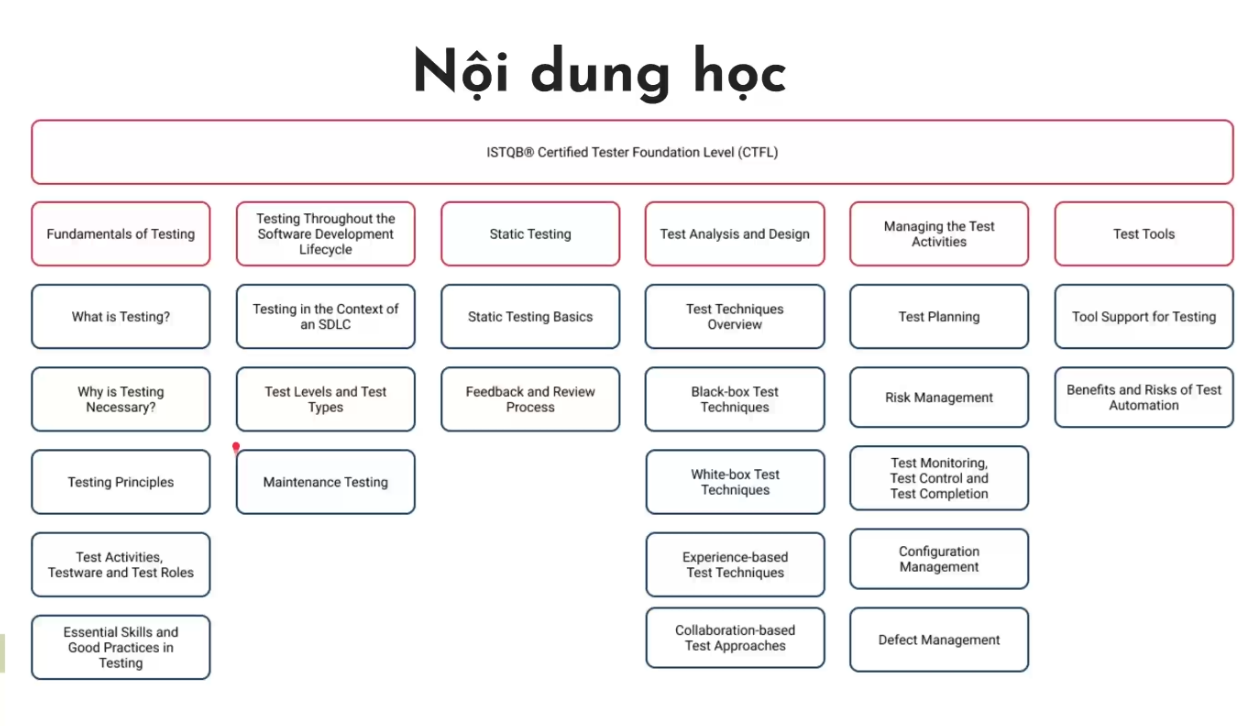 Nội dung học
ISTQB® Certified Tester Foundation Level (CTFL)
Fundamentals of Testing
Testing Throughout the
Software Development
Lifecycle
Static Testing
Test Analysis and Design
Managing the Test
Activities
Test Tools
What is Testing?
Testing in the Context of
an SDLC
Static Testing Basics
Test Techniques
Overview
Test Planning
Tool Support for Testing
Why is Testing
Necessary?
Test Levels and Test
Types
Feedback and Review
Process
Black-box Test
Techniques
Risk Management
Benefits and Risks of Test
Automation
Testing Principles
Maintenance Testing
White-box Test
Techniques
Test Monitoring,
Test Control and
Test Completion
Test Activities,
Testware and Test Roles
Experience-based
Test Techniques
Configuration
Management
Essential Skills and
Good Practices in
Testing
Collaboration-based
Test Approaches
Defect Management